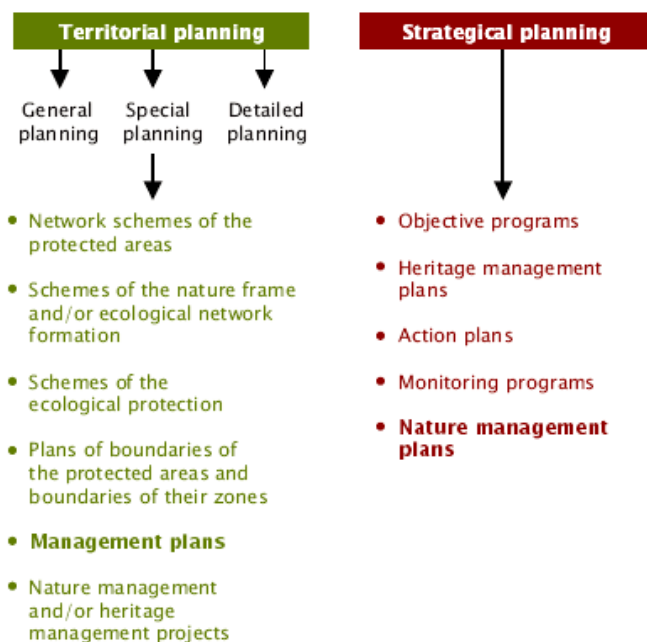 Territorial planning
General
planning
Special
planning
Detailed
planning
• Network schemes of the
protected areas
• Schemes of the nature frame
and/or ecological network
formation
• Schemes of the
ecological protection
• Plans of boundaries of
the protected areas and
boundaries of their zones
• Management plans
• Nature management
and/or heritage
management projects
Strategical planning
• Objective programs
• Heritage management
plans
• Action plans
• Monitoring programs
• Nature management
plans